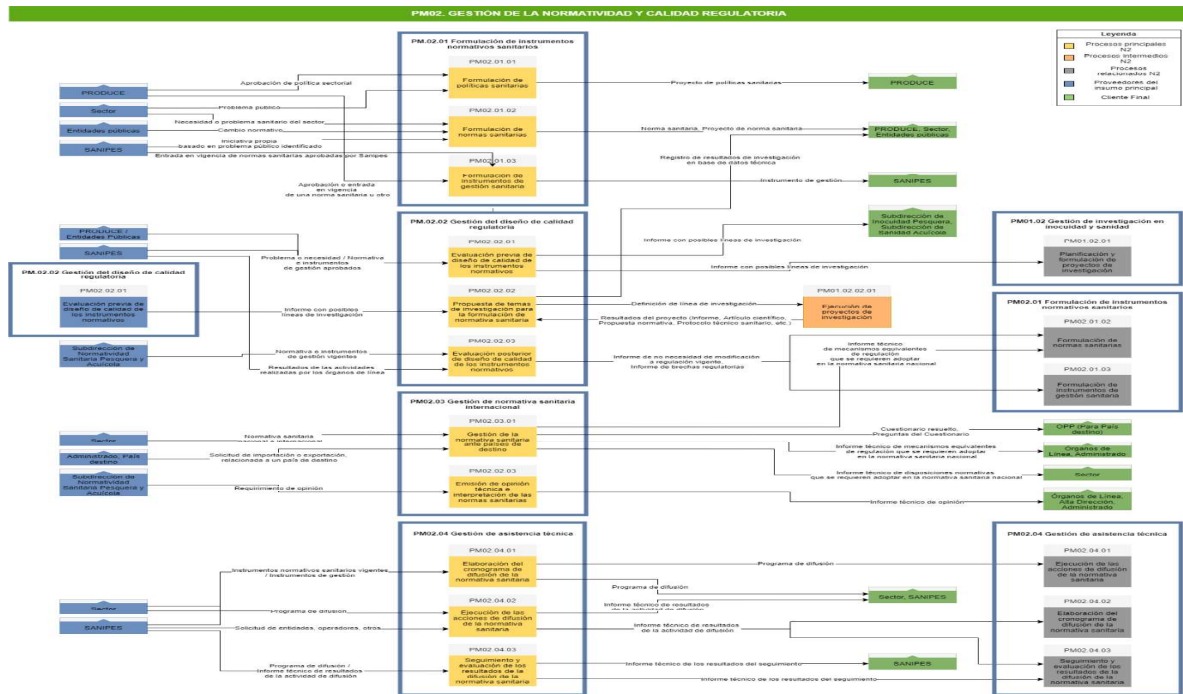 PM02. GESTIÓN DE LA NORMATIVIDAD Y CALIDAD REGULATORIA
Leyenda
Procesos principales
N2
Procesos intermedios
N2
Procesos
relacionados N2
Proveedores del
insumo principal
Cliente Final
PM.02.01 Formulación de instrumentos
normativos sanitarios
PM02.01.01
Formulación de
políticas sanitarias
PM02.01.02
Formulación de
normas sanitarias
PM02.01.03
Formulación de
instrumentos de
gestión sanitaria
PRODUCE
Sector
Entidades públicas
SANIPES
Aprobación de política sectorial
Problema público
Necesidad o problema sanitario del sector
Cambio normativo
Iniciativa propia
basado en problema público identificado
Entrada en vigencia de normas sanitarias aprobadas por Sanipes
Aprobación o entrada
en vigencia
de una norma sanitaria u otro
Proyecto de políticas sanitarias
PRODUCE
Norma sanitaria, Proyecto de norma sanitaria
PRODUCE, Sector,
Entidades públicas
Registro de resultados de investigación
en base de datos técnica
Instrumento de gestión
SANIPES
PM.02.02 Gestión del diseño de calidad
regulatoria
PM02.02.01
Evaluación previa de
diseño de calidad de
los instrumentos
normativos
PM02.02.02
Propuesta de temas
de investigación para
la formulación de
normativa sanitaria
PM02.02.03
Evaluación posterior
de diseño de calidad
de los instrumentos
normativos
PRODUCE /
Entidades Públicas
SANIPES
Problema o necesidad / Normativa
e instrumentos
de gestión aprobados
PM.02.02 Gestión del diseño de calidad
regulatoria
PM02.02.01
Evaluación previa de
diseño de calidad de
los instrumentos
normativos
Informe con posibles
líneas de investigación
Subdirección de
Normatividad
Sanitaria Pesquera y
Acuícola
Normativa e instrumentos
de gestión vigentes
Resultados de las actividades
realizadas por los órganos de línea
Subdirección de
Inocuidad Pesquera,
Subdirección de
Sanidad Acuícola
Informe con posibles líneas de investigación
Informe con posibles líneas de investigación
PM01.02 Gestión de investigación en
inocuidad y sanidad
PM01.02.01
Planificación y
formulación de
proyectos de
investigación
Definición de línea de investigación
PM01.02.02.01
Ejecución de
proyectos de
investigación
Resultados del proyecto (Informe, Artículo científico,
Propuesta normativa, Protocolo técnico sanitario, etc.)
Informe de no necesidad de modificación
a regulación vigente,
Informe de brechas regulatorias
Informe técnico
de mecanismos equivalentes
de regulación
que se requieren adoptar
en la normativa sanitaria nacional
PM02.01 Formulación de instrumentos
normativos sanitarios
PM02.01.02
Formulación de
normas sanitarias
PM02.01.03
Formulación de
instrumentos de
gestión sanitaria
PM02.03 Gestión de normativa sanitaria
internacional
PM02.03.01
Gestión de la
normativa sanitaria
ante países de
destino
PM02.02.03
Emisión de opinión
técnica e
interpretación de las
normas sanitarias
Sector
Administrado, País
destino
Subdirección de
Normatividad
Sanitaria Pesquera y
Acuícola
Normativa sanitaria
nacional e internacional
Solicitud de importación o exportación,
relacionada a un país de destino
Requirimiento de opinión
Cuestionario resuelto,
Preguntas del Cuestionario
OPP (Para País
destino)
Informe técnico de mecanismos equivalentes
de regulación que se requieren adoptar
en la normativa sanitaria nacional
Órganos de
Línea, Administrado
Informe técnico de disposiciones normativas
que se requieren adoptar en la normativa sanitaria nacional
Sector
Informe técnico de opinión
Órganos de Línea,
Alta Dirección,
Administrado
PM02.04 Gestión de asistencia técnica
PM02.04.01
Elaboración del
cronograma de
difusión de la
normativa sanitaria
PM02.04.02
Ejecución de las
acciones de difusión
de la normativa
sanitaria
PM02.04.03
Seguimiento y
evaluación de los
resultados de la
difusión de la
normativa sanitaria
Sector
SANIPES
Instrumentos normativos sanitarios vigentes
/ Instrumentos de gestión
Programa de difusión
Solicitud de entidades, operadores, otros
Programa de difusión /
Informe técnico de resultados
de la actividad de difusión
Programa de difusión
Programa de difusión
Informe técnico de resultados
de la actividad de difusión
Sector, SANIPES
Informe técnico de resultados
de la actividad de difusión
Informe técnico de los resultados del seguimiento
SANIPES
Informe técnico de los resultados del seguimiento
PM02.04 Gestión de asistencia técnica
PM02.04.01
Ejecución de las
acciones de difusión
de la normativa
sanitaria
PM02.04.02
Elaboración del
cronograma de
difusión de la
normativa sanitaria
PM02.04.03
Seguimiento y
evaluación de los
resultados de la
difusión de la
normativa sanitaria